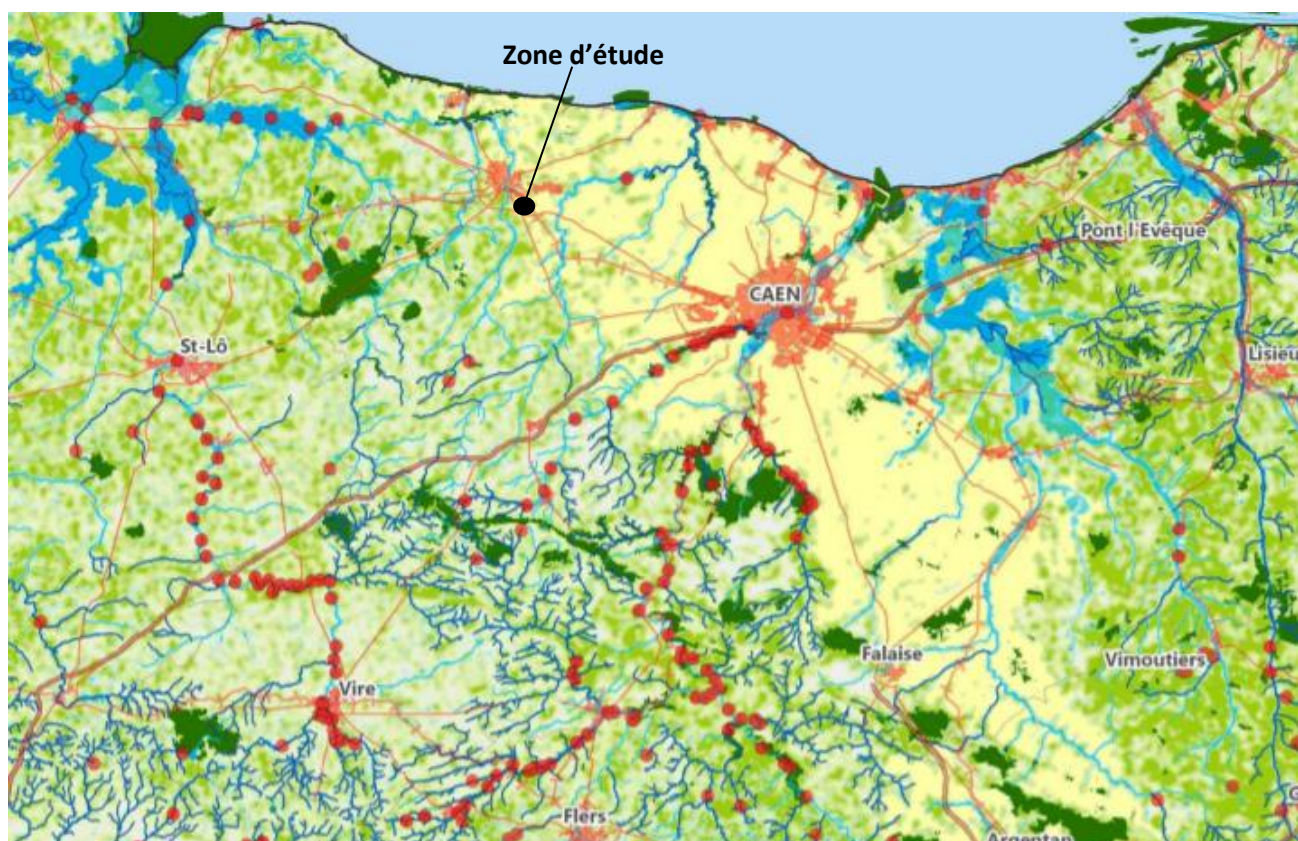 Zone d'étude
Pont l'Evêque
CAEN
St-Lô
Lisieu
Falaise
Vimoutiers
Vire
Flers
G
Argentan